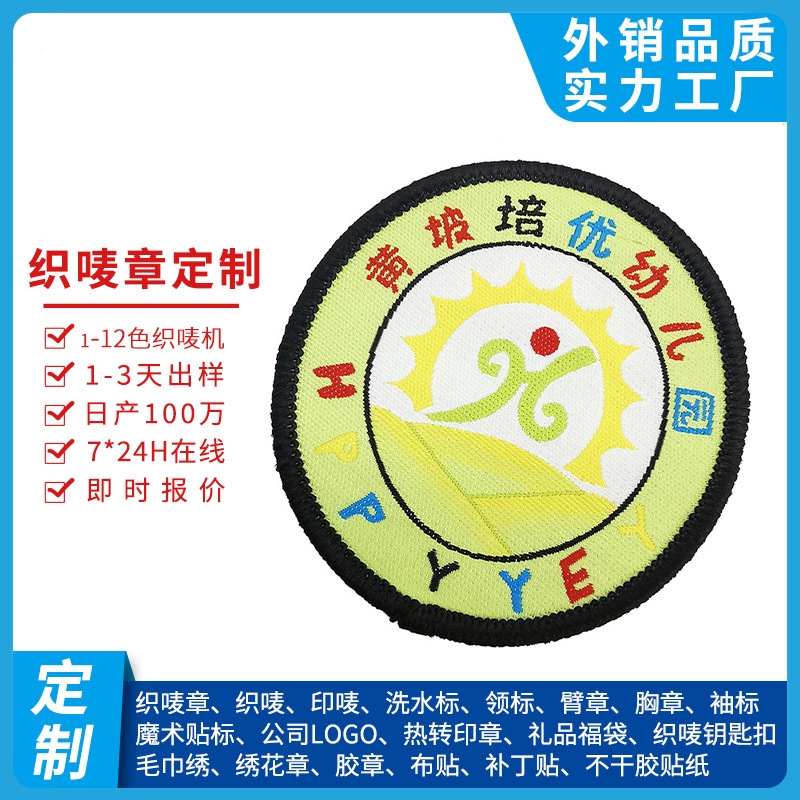 外销品质
实力工厂
织唛章定制
1-12色织唛机
1-3天出样
日产100万
7*24H在线
即时报价
黄坡培优幼儿园
HPPYYEY
定制
织唛章、织唛、印唛、洗水标、领标、臂章、胸章、袖标
魔术贴标、公司LOGO、热转印章、礼品福袋、织唛钥匙扣
毛巾绣、绣花章、胶章、布贴、补丁贴、不干胶贴纸